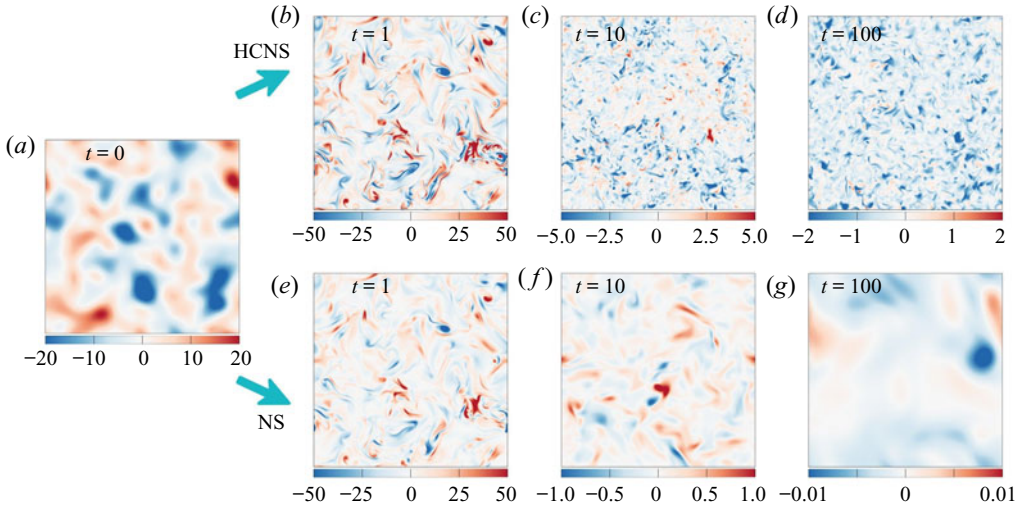 (b)
t = 1
(c)
t = 10
(d)
t = 100
HCNS
−50 −25 0 25 50
−5.0 −2.5 0 2.5 5.0
−2 −1 0 1 2
(a)
t = 0
−20 −10 0 10 20
(e)
t = 1
(f)
t = 10
(g)
t = 100
NS
−50 −25 0 25 50
−1.0 −0.5 0 0.5 1.0
−0.01 0 0.01